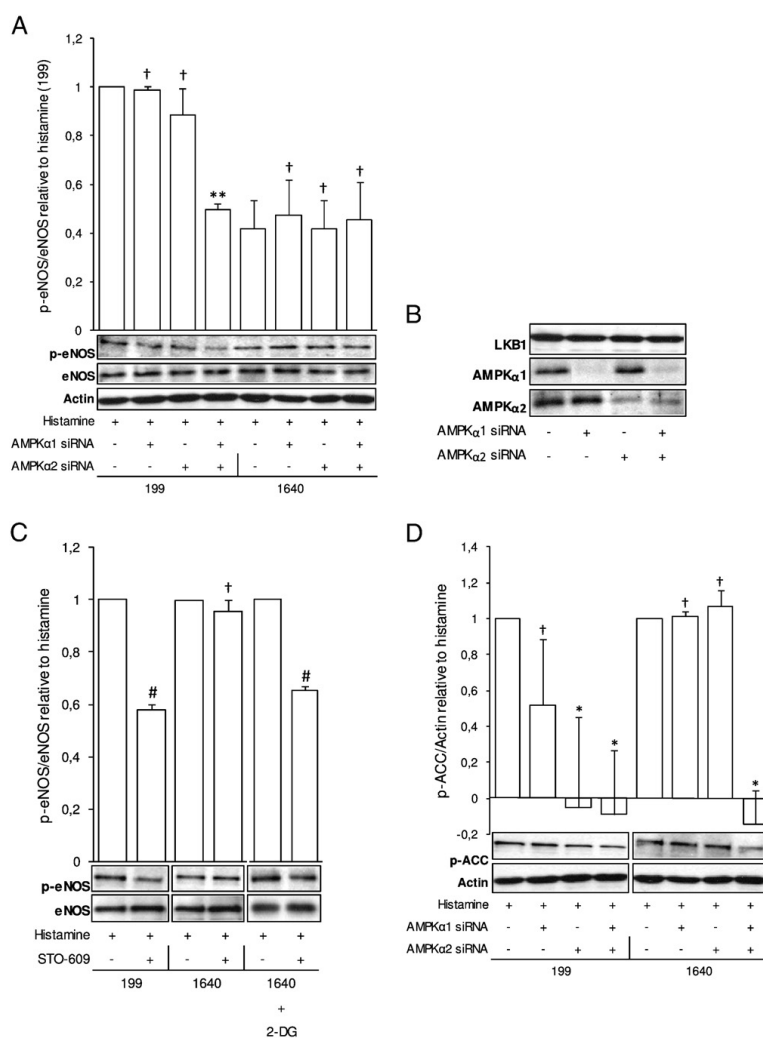 A
p-eNOS/eNOS relative to histamine (199)
1,2
1
0,8
0,6
0,4
0,2
0
† † ** † † †
p-eNOS
eNOS
Actin
Histamine + + + + + + + +
AMPKα1 siRNA - + - + - + - +
AMPKα2 siRNA - - + + - - + +
199 1640
B
LKB1
AMPKα1
AMPKα2
AMPKα1 siRNA - + - +
AMPKα2 siRNA - - + +
C
p-eNOS/eNOS relative to histamine
1,2
1
0,8
0,6
0,4
0,2
0
# † #
p-eNOS
eNOS
Histamine + + + + + +
STO-609 - + - + - +
199 1640 1640
+
2-DG
D
p-ACC/Actin relative to histamine
1,4
1,2
1
0,8
0,6
0,4
0,2
0
-0,2
† * * † † *
p-ACC
Actin
Histamine + + + + + + + +
AMPKα1 siRNA - + - + - + - +
AMPKα2 siRNA - - + + - - + +
199 1640